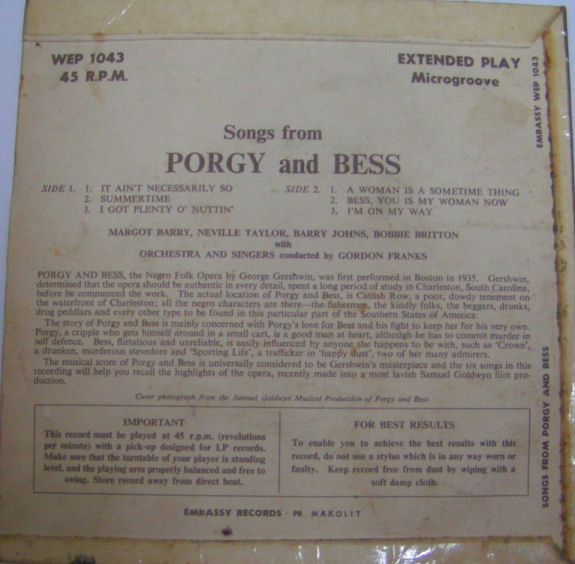 WEP 1043
45 R.P.M.
EXTENDED PLAY
Microgroove
Songs from
PORGY and BESS
SIDE 1. 1. IT AIN'T NECESSARILY SO
2. SUMMERTIME
3. I GOT PLENTY O' NUTTIN'
SIDE 2. 1. A WOMAN IS A SOMETIME THING
2. BESS, YOU IS MY WOMAN NOW
3. I'M ON MY WAY
MARGOT BARRY, NEVILLE TAYLOR, BARRY JOHNS, BOBBIE BRITTON
with
ORCHESTRA AND SINGERS conducted by GORDON FRANKS
PORGY AND BESS, the Negro Folk Opera by George Gershwin, was first performed in Boston in 1935. Gershwin,
determined that the opera should be authentic in every detail, spent a long period of study in Charleston, South Carolina,
before he commenced the work. The actual location of Porgy and Bess, is Catfish Row, a poor, dowdy tenement on
the waterfront of Charleston; all the negro characters are there—the fisherman, the kindly folks, the beggars, drunks,
drug peddlars and every other type to be found in this particular part of the Southern States of America.
The story of Porgy and Bess is mainly concerned with Porgy's love for Bess and his fight to keep her for his very own.
Porgy, a cripple who gets himself around in a small cart, is a good man at heart, although he has to commit murder in
self defence. Bess, flirtatious and unreliable, is easily influenced by anyone she happens to be with, such as 'Crown',
a drunken, murderous stevedore and 'Sporting Life', a trafficker in 'happy dust', two of her many admirers.
The musical score of Porgy and Bess is universally considered to be Gershwin's masterpiece and the six songs in this
recording will help you recall the highlights of the opera, recently made into a most lavish Samuel Goldwyn film pro-
duction.
Cover photograph from the Samuel Goldwyn Musical Production of Porgy and Bess
IMPORTANT
This record must be played at 45 r.p.m. (revolutions
per minute) with a pick-up designed for LP records.
Make sure that the turntable of your player is standing
level, and the playing arm properly balanced and free to
swing. Store record away from direct heat.
FOR BEST RESULTS
To enable you to achieve the best results with this
record, do not use a stylus which is in any way worn or
faulty. Keep record free from dust by wiping with a
soft damp cloth.
EMBASSY RECORDS · PR. MAKOLIT
EMBASSY WEP 1043
SONGS FROM PORGY AND BESS